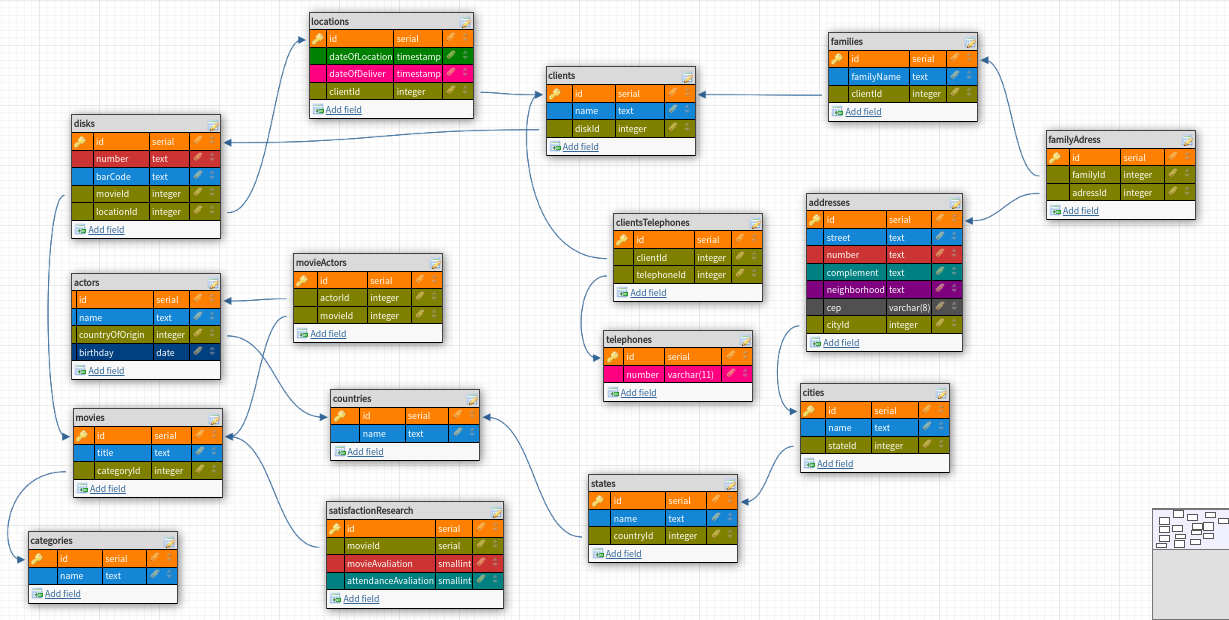 locations
id serial
dateOfLocation timestamp
dateOfDeliver timestamp
clientId integer
Add field
clients
id serial
name text
diskId integer
Add field
families
id serial
familyName text
clientId integer
Add field
disks
id serial
number text
barCode text
movieId integer
locationId integer
Add field
familyAdress
id serial
familyId integer
adressId integer
Add field
addresses
id serial
street text
number text
complement text
neighborhood text
cep varchar(8)
cityId integer
Add field
clientsTelephones
id serial
clientId integer
telephoneId integer
Add field
movieActors
id serial
actorId integer
movieId integer
Add field
actors
id serial
name text
countryOfOrigin integer
birthday date
Add field
telephones
id serial
number varchar(11)
Add field
countries
id serial
name text
Add field
cities
id serial
name text
stateId integer
Add field
movies
id serial
title text
categoryId integer
Add field
states
id serial
name text
countryId integer
Add field
satisfactionResearch
id serial
movieId serial
movieAvaliation smallint
attendanceAvaliation smallint
Add field
categories
id serial
name text
Add field